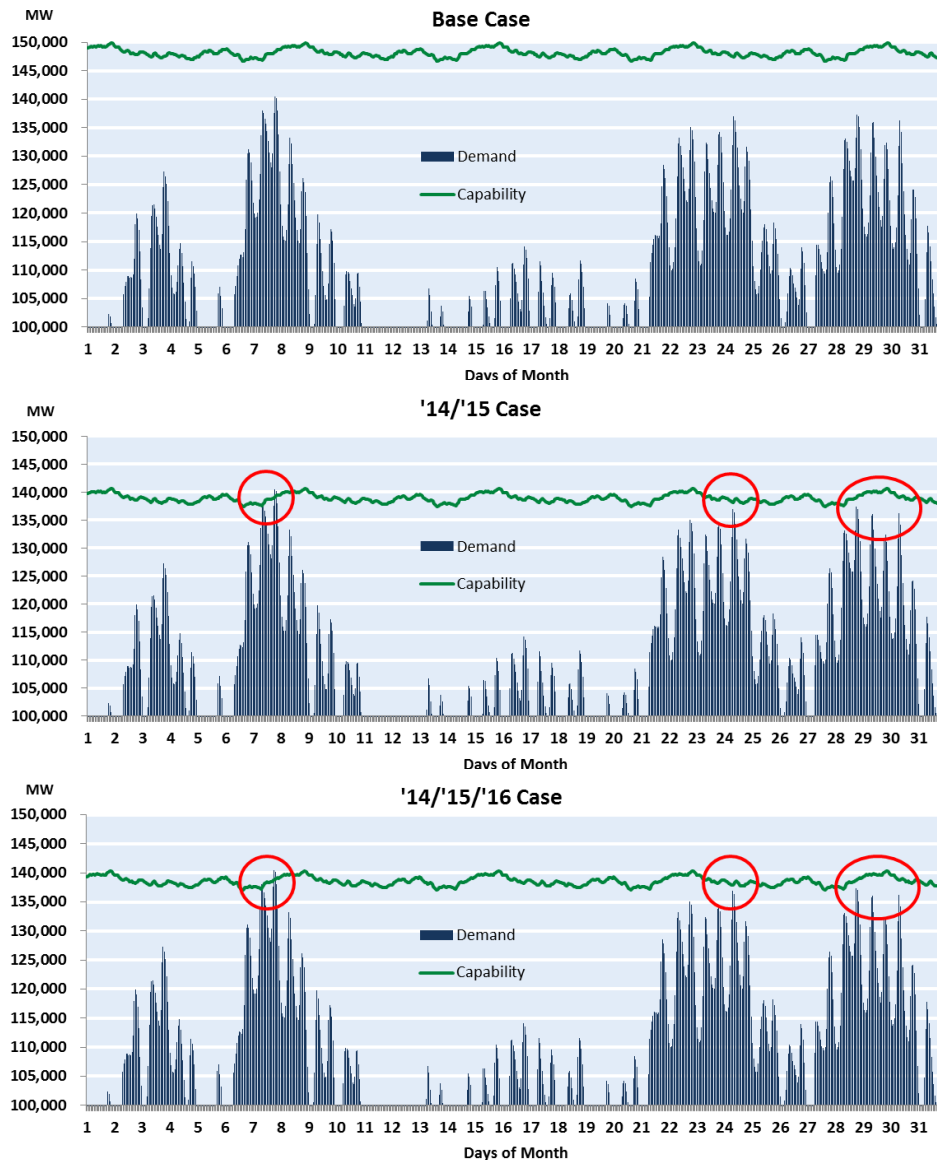 Base Case
MW
150,000
145,000
140,000
135,000
130,000
125,000
120,000
115,000
110,000
105,000
100,000
Demand
Capability
1 2 3 4 5 6 7 8 9 10 11 12 13 14 15 16 17 18 19 20 21 22 23 24 25 26 27 28 29 30 31
Days of Month
'14/'15 Case
MW
150,000
145,000
140,000
135,000
130,000
125,000
120,000
115,000
110,000
105,000
100,000
Demand
Capability
1 2 3 4 5 6 7 8 9 10 11 12 13 14 15 16 17 18 19 20 21 22 23 24 25 26 27 28 29 30 31
Days of Month
'14/'15/'16 Case
MW
150,000
145,000
140,000
135,000
130,000
125,000
120,000
115,000
110,000
105,000
100,000
Demand
Capability
1 2 3 4 5 6 7 8 9 10 11 12 13 14 15 16 17 18 19 20 21 22 23 24 25 26 27 28 29 30 31
Days of Month